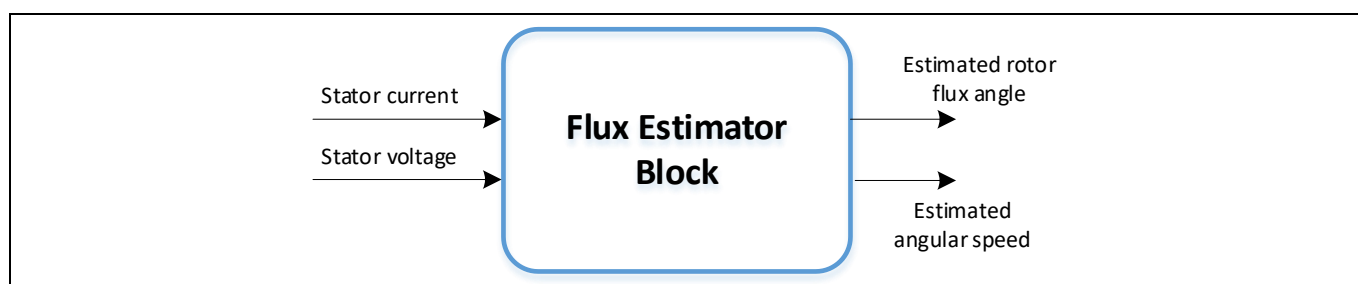 Stator current
Stator voltage
Flux Estimator
Block
Estimated rotor
flux angle
Estimated
angular speed